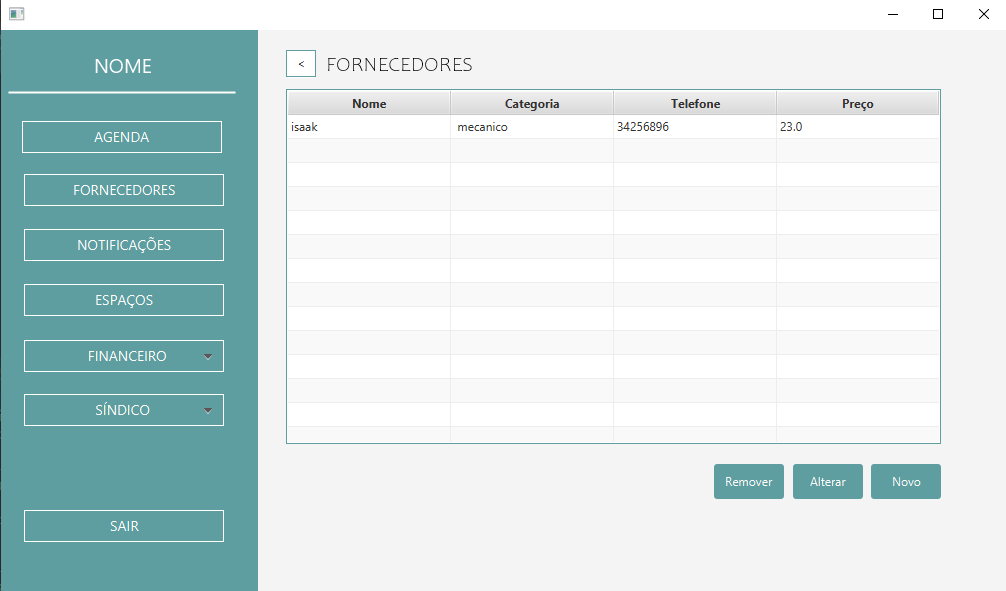 NOME
AGENDA
FORNECEDORES
NOTIFICAÇÕES
ESPAÇOS
FINANCEIRO
SÍNDICO
SAIR
< FORNECEDORES
Nome Categoria Telefone Preço
isaak mecanico 34256896 23.0
Remover Alterar Novo